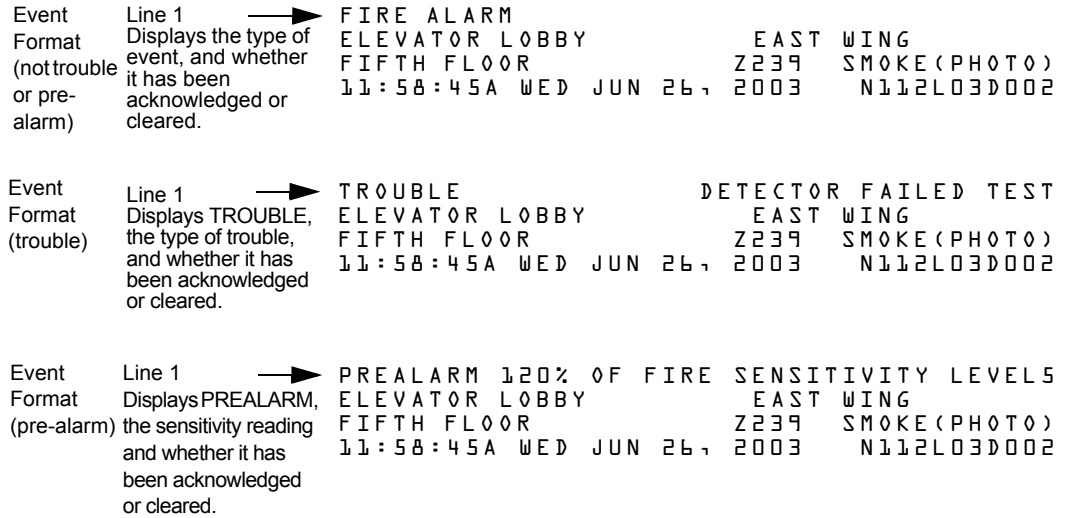 Event Format (not trouble or pre-alarm)
Line 1
Displays the type of event, and whether it has been acknowledged or cleared.
FIRE ALARM
ELEVATOR LOBBY EAST WING
FIFTH FLOOR Z239 SMOKE(PHOTO)
11:58:45A WED JUN 26, 2003 N112L03D002
Event Format (trouble)
Line 1
Displays TROUBLE, the type of trouble, and whether it has been acknowledged or cleared.
TROUBLE DETECTOR FAILED TEST
ELEVATOR LOBBY EAST WING
FIFTH FLOOR Z239 SMOKE(PHOTO)
11:58:45A WED JUN 26, 2003 N112L03D002
Event Format (pre-alarm)
Line 1
Displays PREALARM, the sensitivity reading and whether it has been acknowledged or cleared.
PREALARM 120% OF FIRE SENSITIVITY LEVEL5
ELEVATOR LOBBY EAST WING
FIFTH FLOOR Z239 SMOKE(PHOTO)
11:58:45A WED JUN 26, 2003 N112L03D002